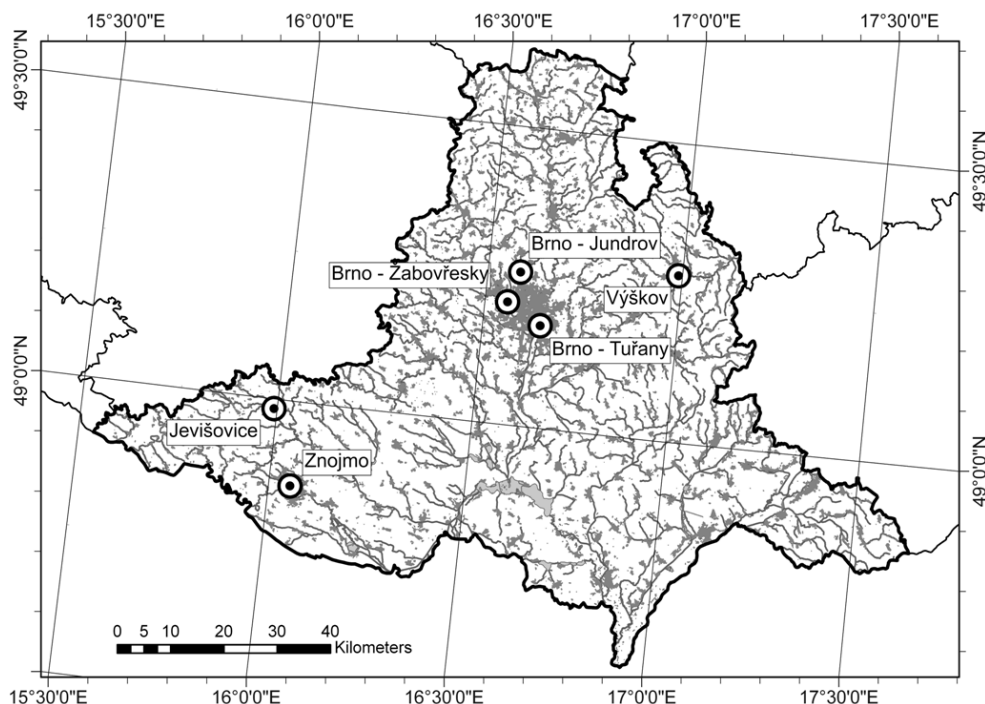 15°30'0"E 16°0'0"E 16°30'0"E 17°0'0"E 17°30'0"E
49°30'0"N
49°30'0"N
Brno - Jundrov
Brno - Žabovřesky
Výškov
Brno - Tuřany
49°0'0"N
Jevišovice
Znojmo
49°0'0"N
0 5 10 20 30 40
Kilometers
15°30'0"E 16°0'0"E 16°30'0"E 17°0'0"E 17°30'0"E